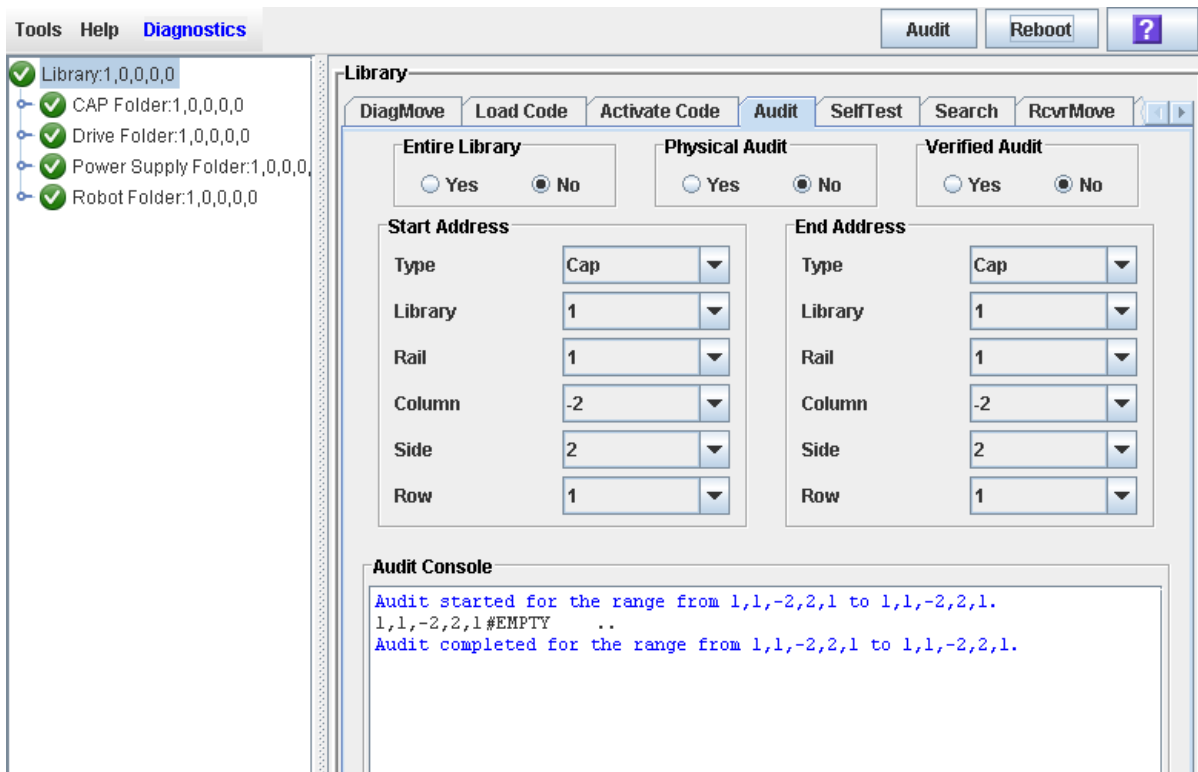 Tools Help Diagnostics
Audit Reboot ?
Library:1,0,0,0,0
CAP Folder:1,0,0,0,0
Drive Folder:1,0,0,0,0
Power Supply Folder:1,0,0,0,
Robot Folder:1,0,0,0,0
Library
DiagMove Load Code Activate Code Audit SelfTest Search RcvrMove
Entire Library Physical Audit Verified Audit
Yes No Yes No Yes No
Start Address
Type Cap
Library 1
Rail 1
Column -2
Side 2
Row 1
End Address
Type Cap
Library 1
Rail 1
Column -2
Side 2
Row 1
Audit Console
Audit started for the range from 1,1,-2,2,1 to 1,1,-2,2,1.
1,1,-2,2,1#EMPTY ..
Audit completed for the range from 1,1,-2,2,1 to 1,1,-2,2,1.